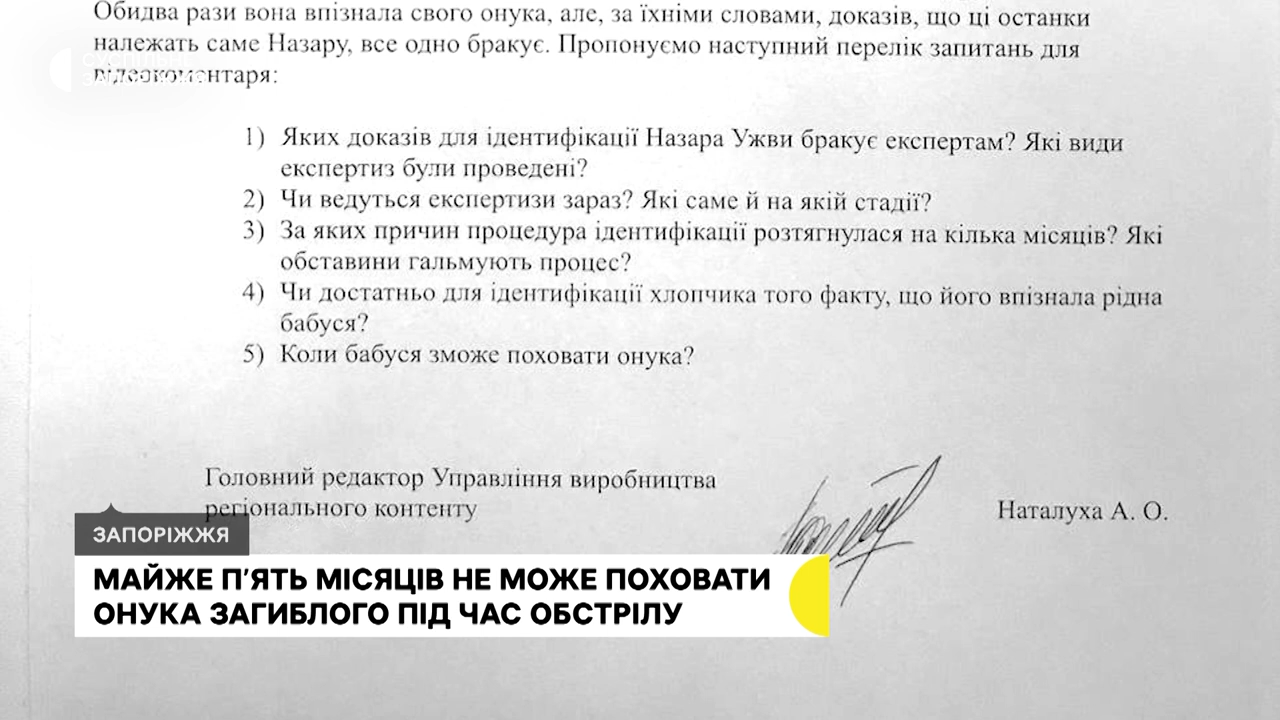 Обидва рази вона впізнала свого онука, але, за їхніми словами, доказів, що ці останки
належать саме Назару, все одно бракує. Пропонуємо наступний перелік запитань для
відеокоментаря:
СУСПІЛЬНЕ
1) Яких доказів для ідентифікації Назара Ужви бракує експертам? Які види
експертиз були проведені?
2) Чи ведуться експертизи зараз? Які саме й на якій стадії?
3) За яких причин процедура ідентифікації розтягнулася на кілька місяців? Які
обставини гальмують процес?
4) Чи достатньо для ідентифікації хлопчика того факту, що його впізнала рідна
бабуся?
5) Коли бабуся зможе поховати онука?
Головний редактор Управління виробництва
регіонального контенту
Наталуха А. О.
ЗАПОРІЖЖЯ
МАЙЖЕ П’ЯТЬ МІСЯЦІВ НЕ МОЖЕ ПОХОВАТИ
ОНУКА ЗАГИБЛОГО ПІД ЧАС ОБСТРІЛУ